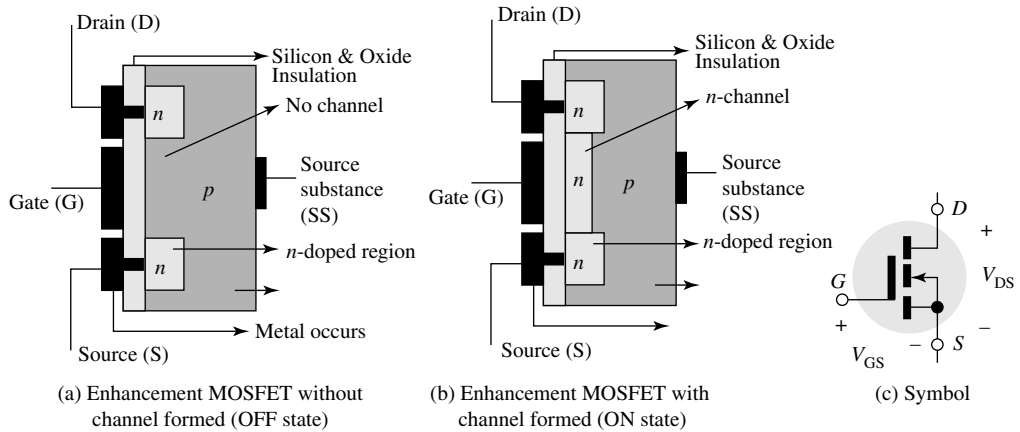 Drain (D)
Silicon & Oxide
Insulation
n
No channel
Source
substance
(SS)
p
Gate (G)
n
n-doped region
Metal occurs
Source (S)
(a) Enhancement MOSFET without
channel formed (OFF state)
Drain (D)
Silicon & Oxide
Insulation
n
n-channel
Source
substance
(SS)
n
p
Gate (G)
n
n-doped region
Source (S)
(b) Enhancement MOSFET with
channel formed (ON state)
D
+
VDS
G
+
–
–
S
VGS
(c) Symbol